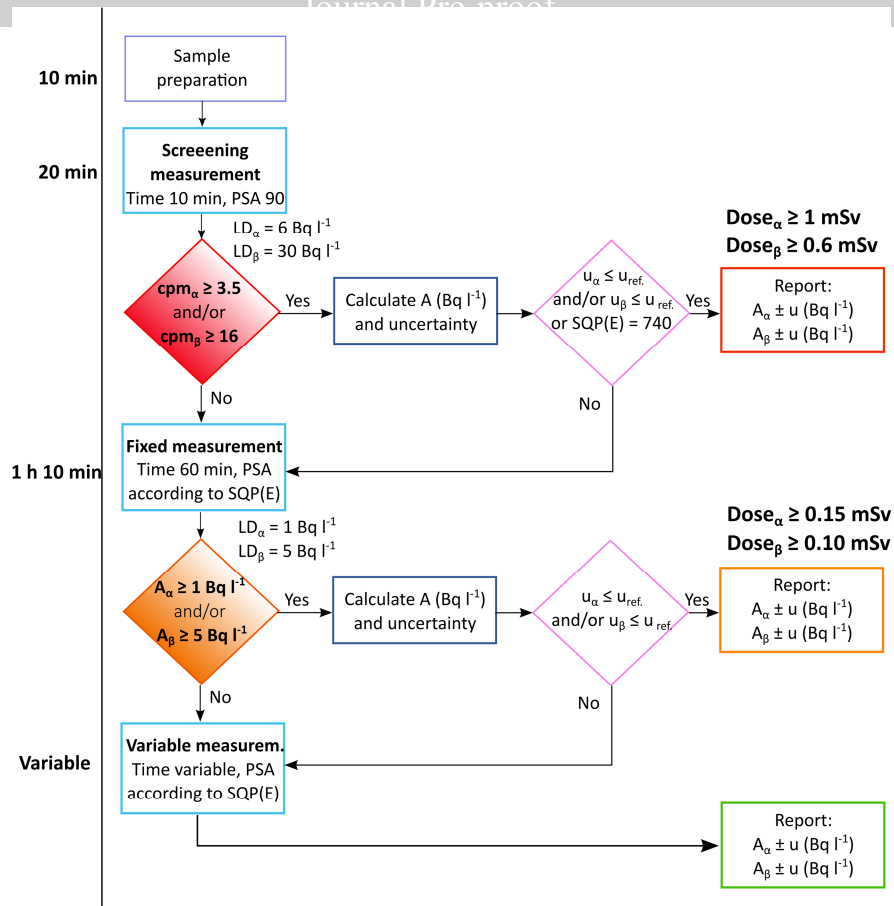 Journal Pre-proof
10 min
Sample
preparation
20 min
Screeening
measurement
Time 10 min, PSA 90
LDα = 6 Bq l-1
LDβ = 30 Bq l-1
Doseα ≥ 1 mSv
Doseβ ≥ 0.6 mSv
cpmα ≥ 3.5
and/or
cpmβ ≥ 16
Yes
Calculate A (Bq l-1)
and uncertainty
uα ≤ uref.
and/or uβ ≤ u ref.
or SQP(E) = 740
Yes
Report:
Aα ± u (Bq l-1)
Aβ ± u (Bq l-1)
No
No
1 h 10 min
Fixed measurement
Time 60 min, PSA
according to SQP(E)
LDα = 1 Bq l-1
LDβ = 5 Bq l-1
Doseα ≥ 0.15 mSv
Doseβ ≥ 0.10 mSv
Aα ≥ 1 Bq l-1
and/or
Aβ ≥ 5 Bq l-1
Yes
Calculate A (Bq l-1)
and uncertainty
uα ≤ uref.
and/or uβ ≤ u ref.
Yes
Report:
Aα ± u (Bq l-1)
Aβ ± u (Bq l-1)
No
No
Variable
Variable measurem.
Time variable, PSA
according to SQP(E)
Report:
Aα ± u (Bq l-1)
Aβ ± u (Bq l-1)